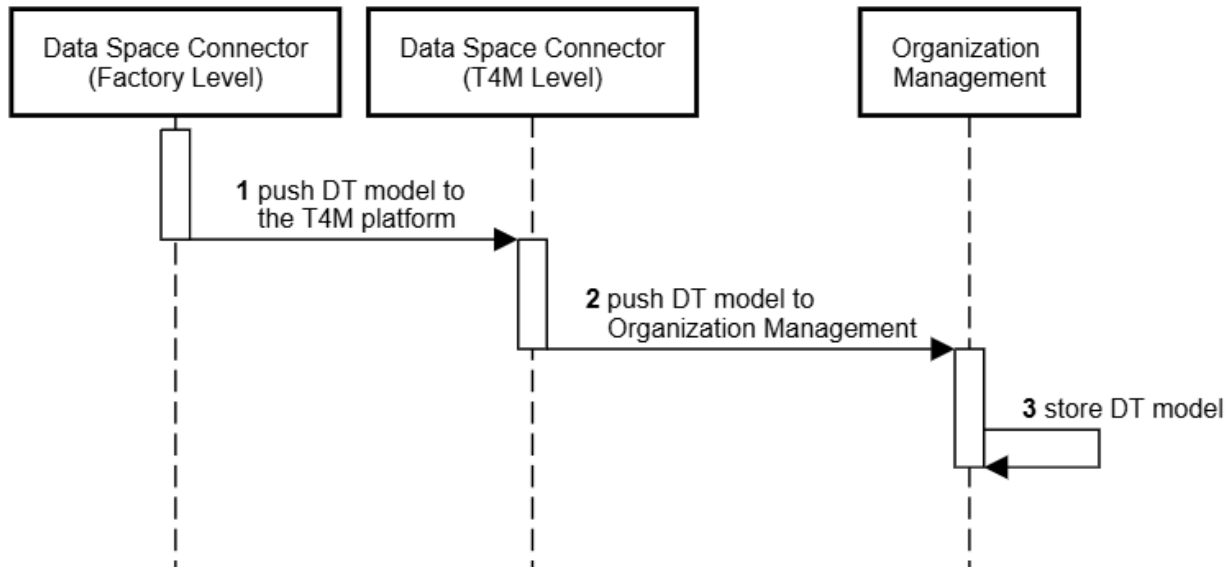 Data Space Connector
(Factory Level)
Data Space Connector
(T4M Level)
Organization
Management
1 push DT model to
the T4M platform
2 push DT model to
Organization Management
3 store DT model